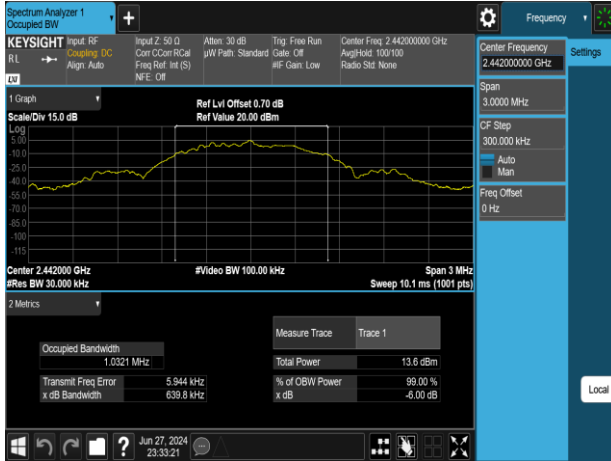 Spectrum Analyzer 1
Occupied BW
KEYSIGHT
RL
LXI
Input: RF
Coupling: DC
Align: Auto
Input Z: 50 Ω
Corr CCorr RCal
Freq Ref: Int (S)
NFE: Off
Atten: 30 dB
µW Path: Standard
Trig: Free Run
Gate: Off
#IF Gain: Low
Center Freq: 2.442000000 GHz
Avg|Hold: 100/100
Radio Std: None
1 Graph
Scale/Div 15.0 dB
Ref Lvl Offset 0.70 dB
Ref Value 20.00 dBm
Log
5.00
-10.0
-25.0
-40.0
-55.0
-70.0
-85.0
-100
-115
Center 2.442000 GHz
#Res BW 30.000 kHz
#Video BW 100.00 kHz
Span 3 MHz
Sweep 10.1 ms (1001 pts)
2 Metrics
Measure Trace Trace 1
Occupied Bandwidth
1.0321 MHz
Total Power 13.6 dBm
Transmit Freq Error 5.944 kHz
% of OBW Power 99.00 %
x dB Bandwidth 639.8 kHz
x dB -6.00 dB
Jun 27, 2024
23:33:21
Frequency
Settings
Center Frequency
2.442000000 GHz
Span
3.0000 MHz
CF Step
300.000 kHz
Auto
Man
Freq Offset
0 Hz
Local